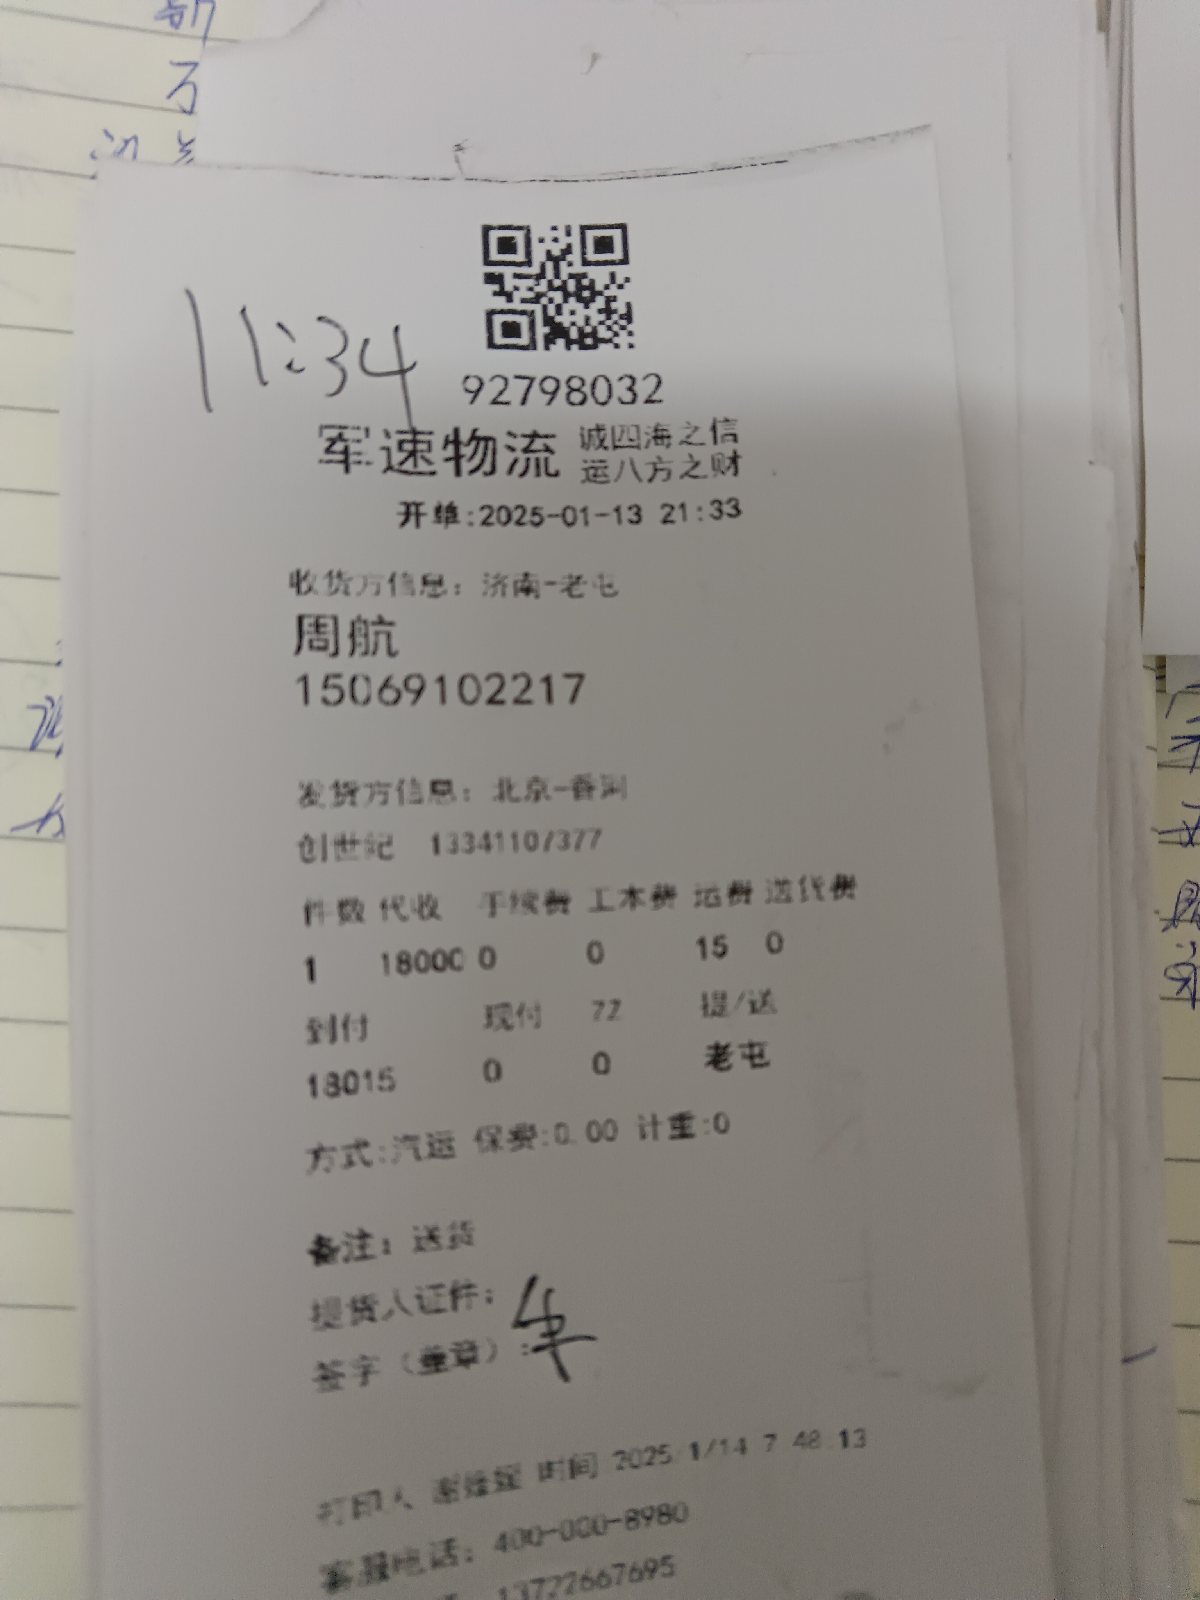 11:34
92798032
军速物流 诚四海之信
运八方之财
开单:2025-01-13 21:33
收货方信息: 济南-老屯
周航
15069102217
发货方信息: 北京-香河
创世纪 13341107377
件数 代收 手续费 工本费 运费 送货费
1 18000 0 0 15 0
到付 现付 72 提/送
18015 0 0 老屯
方式:汽运 保费:0.00 计重:0
备注: 送货
提货人证件:
签字(盖章):
打印人 时间 2025/1/14 7:48:13
客服电话: 400-000-8980
13722667695